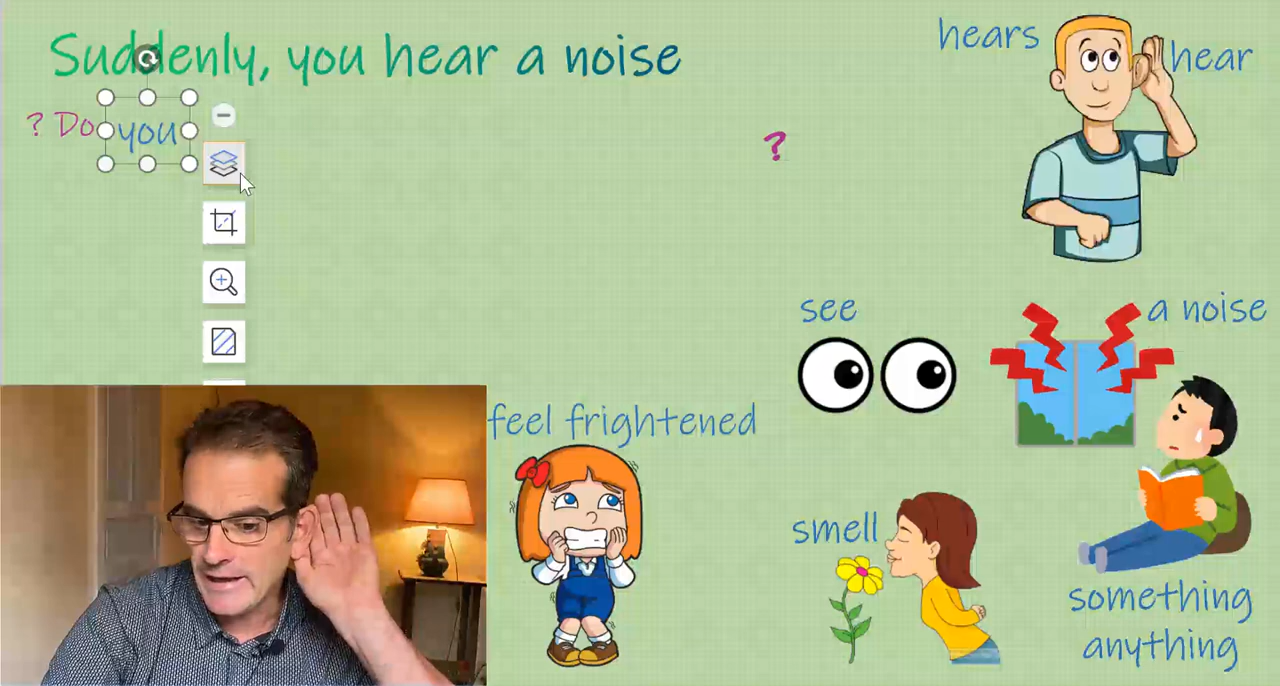 Suddenly, you hear a noise
hears
hear
? Do you
?
see
a noise
feel frightened
smell
something
anything